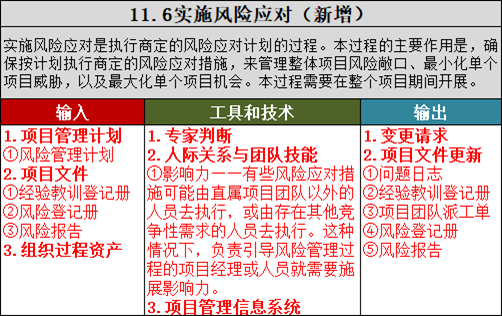 11.6实施风险应对（新增）
实施风险应对是执行商定的风险应对计划的过程。本过程的主要作用是，确
保按计划执行商定的风险应对措施，来管理整体项目风险敞口、最小化单个
项目威胁，以及最大化单个项目机会。本过程需要在整个项目期间开展。
输入
1.项目管理计划
①风险管理计划
2.项目文件
①经验教训登记册
②风险登记册
③风险报告
3.组织过程资产
工具和技术
1.专家判断
2.人际关系与团队技能
①影响力——有些风险应对措
施可能由直属项目团队以外的
人员去执行，或由存在其他竞
争性需求的人员去执行。这种
情况下，负责引导风险管理过
程的项目经理或人员就需要施
展影响力。
3.项目管理信息系统
输出
1.变更请求
2.项目文件更新
①问题日志
②经验教训登记册
③项目团队派工单
④风险登记册
⑤风险报告